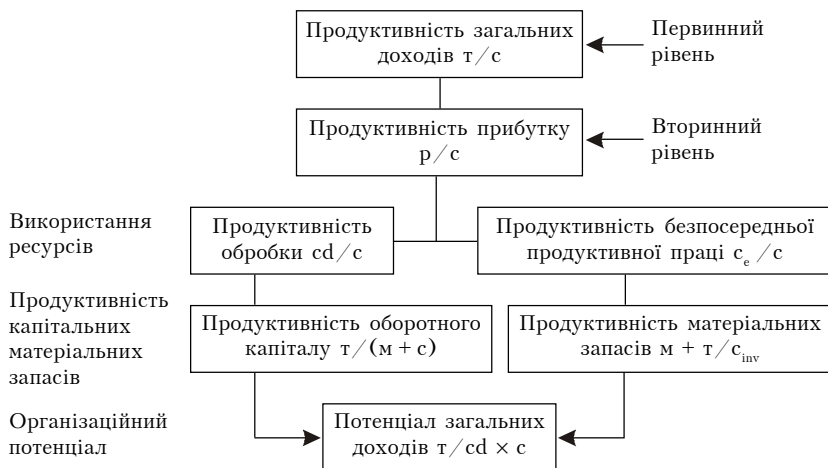 Продуктивність загальних
доходів т/с
Первинний
рівень
Продуктивність прибутку
р/с
Вторинний
рівень
Використання
ресурсів
Продуктивність
обробки cd/c
Продуктивність безпосередньої
продуктивної праці cₑ/c
Продуктивність
капітальних
матеріальних
запасів
Продуктивність оборотного
капіталу т/(м + с)
Продуктивність матеріальних
запасів м + т/c_inv
Організаційний
потенціал
Потенціал загальних
доходів т/cd × c